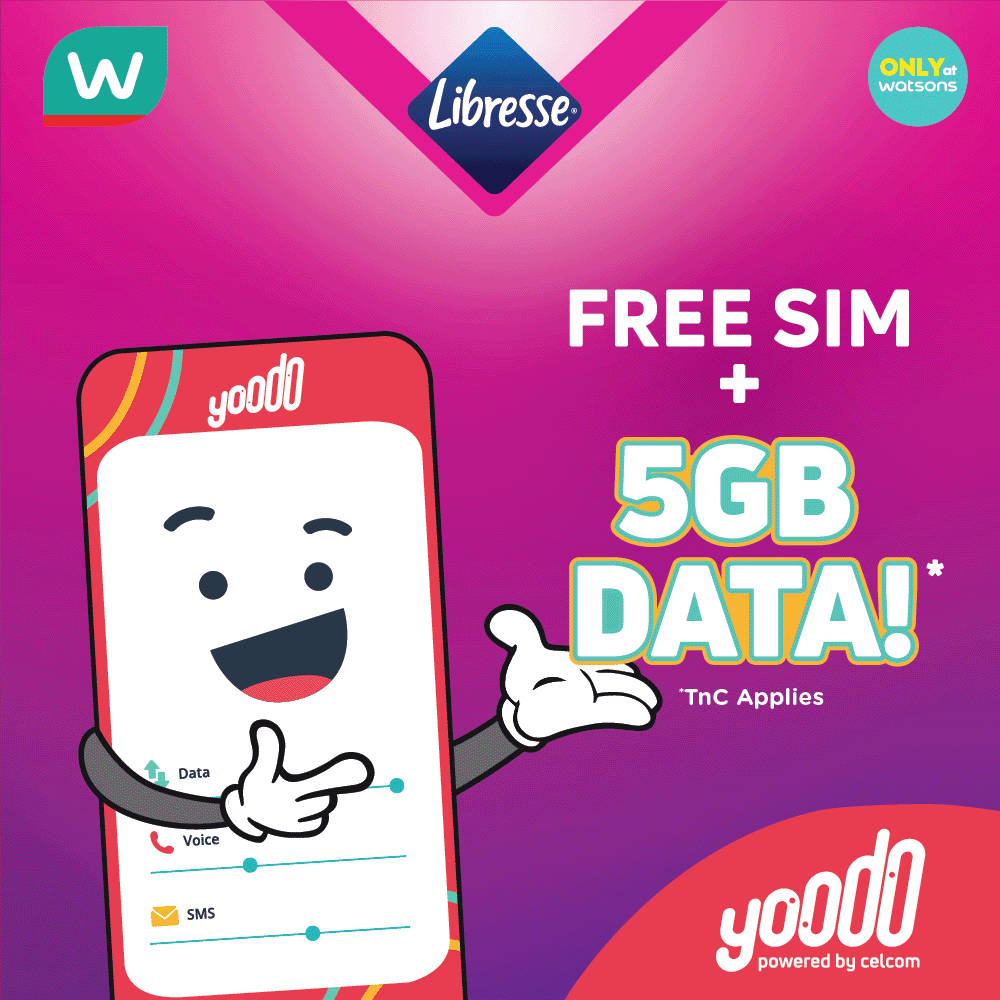 W
Libresse®
ONLY at
watsons
FREE SIM
+
5GB
DATA!*
*TnC Applies
yoodo
Data
Voice
SMS
yoodo
powered by celcom